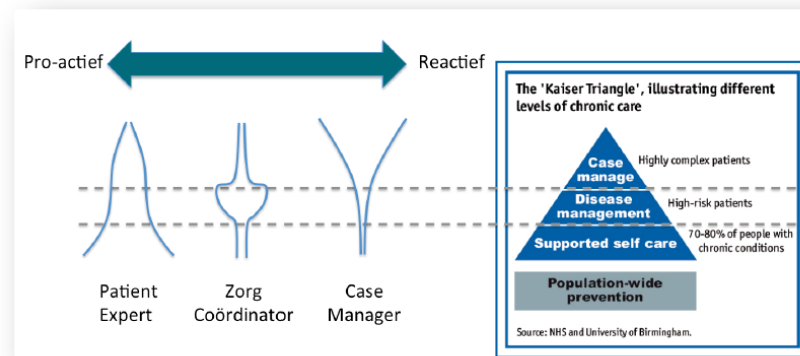 Pro-actief
Reactief
Patient
Expert
Zorg
Coördinator
Case
Manager
The 'Kaiser Triangle', illustrating different
levels of chronic care
Case
manage
Highly complex patients
Disease
management
High-risk patients
Supported self care
70-80% of people with
chronic conditions
Population-wide
prevention
Source: NHS and University of Birmingham.